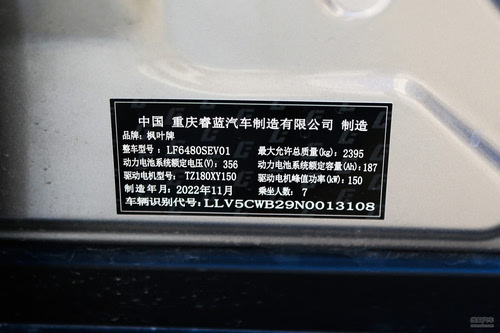 中国 重庆睿蓝汽车制造有限公司 制造
品牌：枫叶牌
整车型号：LF6480SEV01 最大允许总质量(kg)：2395
动力电池系统额定电压(V)：356 动力电池系统额定容量(Ah)：187
驱动电机型号：TZ180XY150 驱动电机峰值功率(kW)：150
制造年月：2022年11月 乘坐人数：7
车辆识别代号：LLV5CWB29N0013108